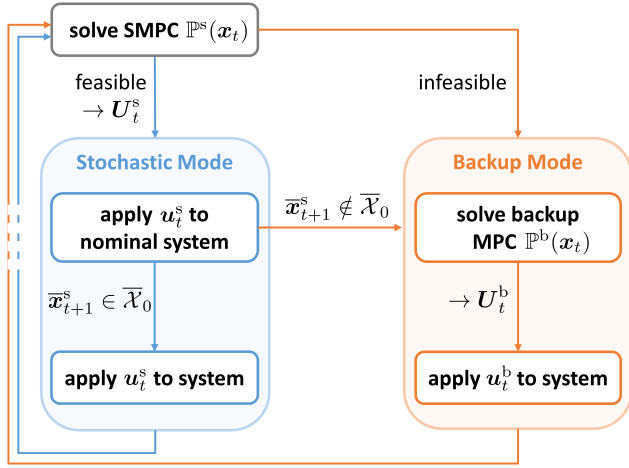 solve SMPC ℙˢ(𝒙ₜ)
feasible
→ 𝑼ₜˢ
infeasible
Stochastic Mode
Backup Mode
apply 𝒖ₜˢ to
nominal system
x̄ˢₜ₊₁ ∉ 𝒳̄₀
solve backup
MPC ℙᵇ(𝒙ₜ)
x̄ˢₜ₊₁ ∈ 𝒳̄₀
→ 𝑼ₜᵇ
apply 𝒖ₜˢ to system
apply 𝒖ₜᵇ to system